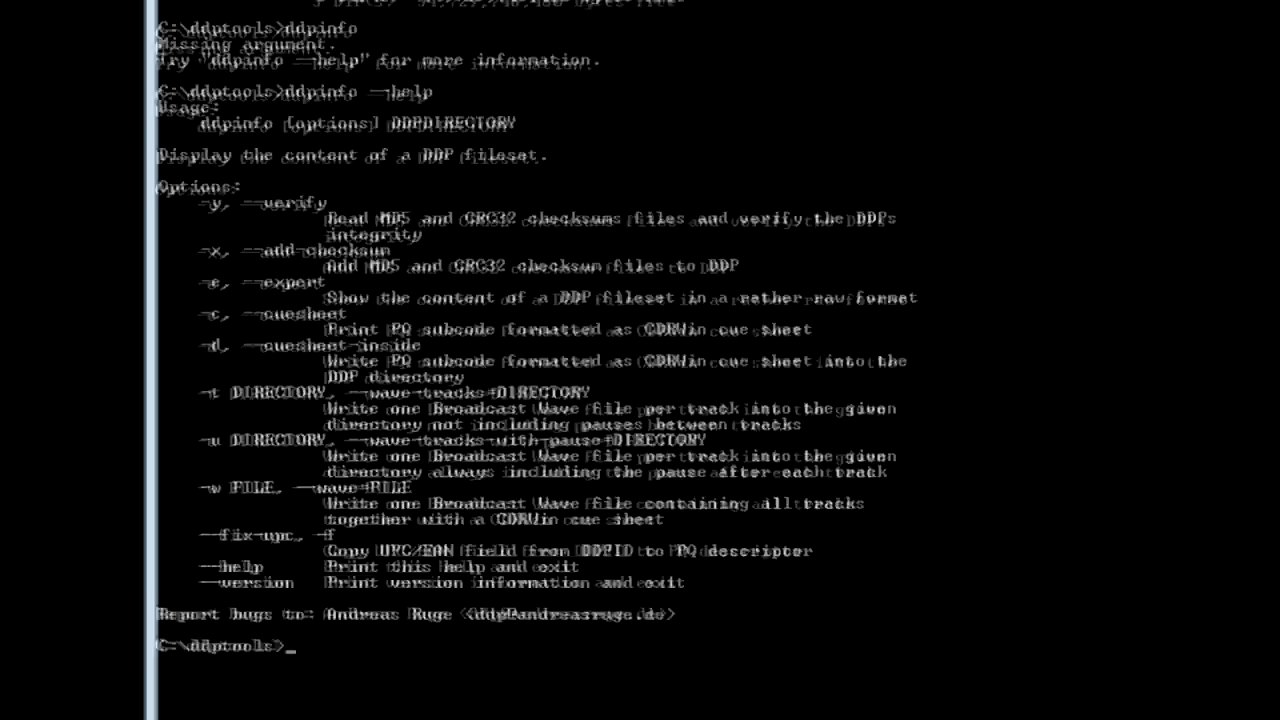 C:\ddptools>ddpinfo
Missing argument.
Try "ddpinfo --help" for more information.
C:\ddptools>ddpinfo --help
Usage:
ddpinfo [options] DDPDIRECTORY
Display the content of a DDP fileset.
Options:
-y, --verify
Read MD5 and CRC32 checksums files and verify the DDPs
integrity
-x, --add-checksum
Add MD5 and CRC32 checksum files to DDP
-e, --expert
Show the content of a DDP fileset in a rather raw format
-c, --cuesheet
Print PQ subcode formatted as CDRWin cue sheet
-d, --cuesheet-inside
Write PQ subcode formatted as CDRWin cue sheet into the
DDP directory
-t DIRECTORY, --wave-tracks=DIRECTORY
Write one Broadcast Wave file per track into the given
directory not including pauses between tracks
-u DIRECTORY, --wave-tracks-with-pause=DIRECTORY
Write one Broadcast Wave file per track into the given
directory always including the pause after each track
-w FILE, --wave=FILE
Write one Broadcast Wave file containing all tracks
together with a CDRWin cue sheet
--fix-upc, -f
Copy UPC/EAN field from DDPID to PQ descriptor
--help Print this help and exit
--version Print version information and exit
Report bugs to: Andreas Ruge <ddp@andreasruge.de>
C:\ddptools>_